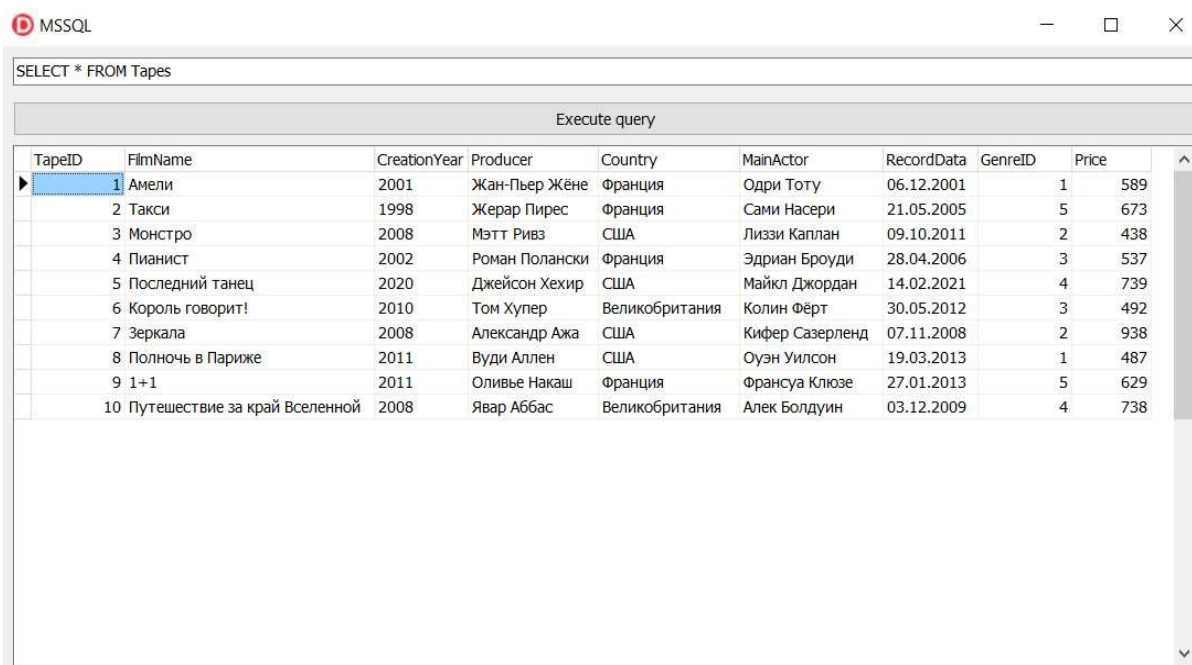 MSSQL
SELECT * FROM Tapes
Execute query
TapeID FilmName CreationYear Producer Country MainActor RecordData GenreID Price
1 Амели 2001 Жан-Пьер Жёне Франция Одри Тоту 06.12.2001 1 589
2 Такси 1998 Жерар Пирес Франция Сами Насери 21.05.2005 5 673
3 Монстро 2008 Мэтт Ривз США Лиззи Каплан 09.10.2011 2 438
4 Пианист 2002 Роман Полански Франция Эдриан Броуди 28.04.2006 3 537
5 Последний танец 2020 Джейсон Хехир США Майкл Джордан 14.02.2021 4 739
6 Король говорит! 2010 Том Хупер Великобритания Колин Фёрт 30.05.2012 3 492
7 Зеркала 2008 Александр Ажа США Кифер Сазерленд 07.11.2008 2 938
8 Полночь в Париже 2011 Вуди Аллен США Оуэн Уилсон 19.03.2013 1 487
9 1+1 2011 Оливье Накаш Франция Франсуа Клюзе 27.01.2013 5 629
10 Путешествие за край Вселенной 2008 Явар Аббас Великобритания Алек Болдуин 03.12.2009 4 738